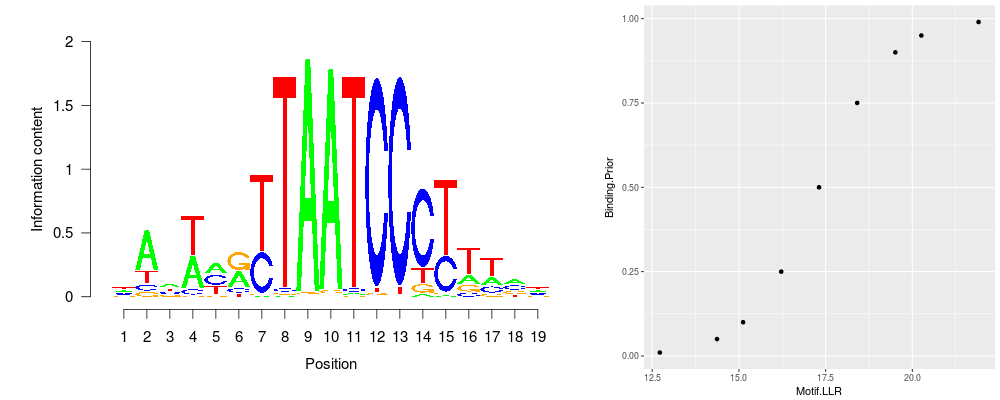 2
1.5
1
0.5
0
Information content
1 2 3 4 5 6 7 8 9 10 11 12 13 14 15 16 17 18 19
Position
A T A T A G A T C T A A T C C C T T C T T
1.00
0.75
0.50
0.25
0.00
Binding.Prior
12.5 15.0 17.5 20.0
Motif.LLR